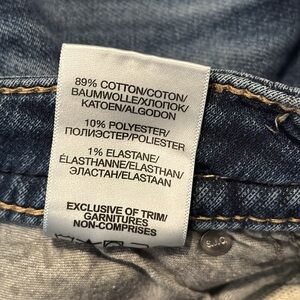 89% COTTON/COTON/
BAUMWOLLE/ХЛОПОК/
KATOEN/ALGODON
10% POLYESTER/
ПОЛИЭСТЕР/POLIESTER
1% ELASTANE/
ÉLASTHANNE/ELASTHAN/
ЭЛАСТАН/ELASTAAN
EXCLUSIVE OF TRIM/
GARNITURES
NON-COMPRISES